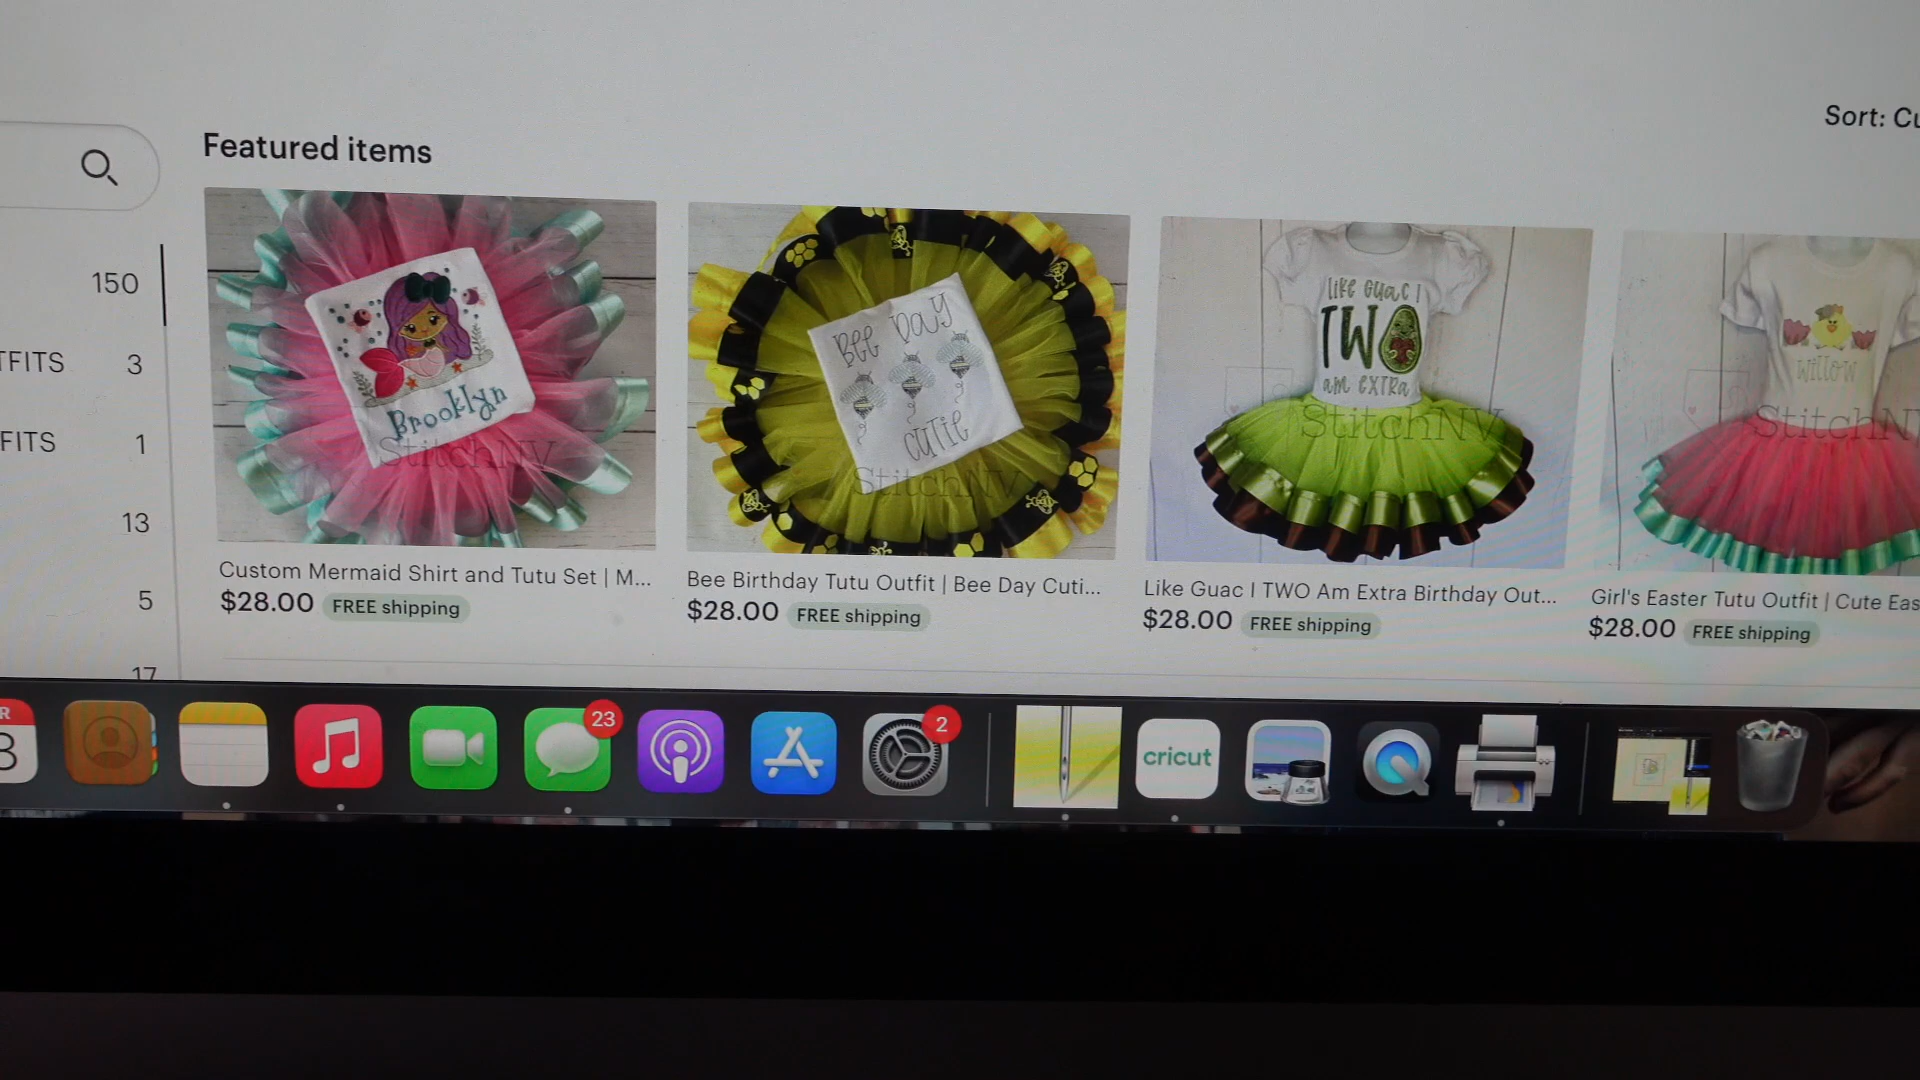 Sort: Cu
Featured items
150
TFITS 3
FITS 1
13
5
17
Brooklyn
StitchNV
BEE DAY
CUTIE
StitchNV
like Guac I
TWO
am EXTRA
StitchNV
Willow
StitchNV
Custom Mermaid Shirt and Tutu Set | M...
$28.00 FREE shipping
Bee Birthday Tutu Outfit | Bee Day Cuti...
$28.00 FREE shipping
Like Guac I TWO Am Extra Birthday Out...
$28.00 FREE shipping
Girl's Easter Tutu Outfit | Cute Eas
$28.00 FREE shipping
R
3
23
2
cricut